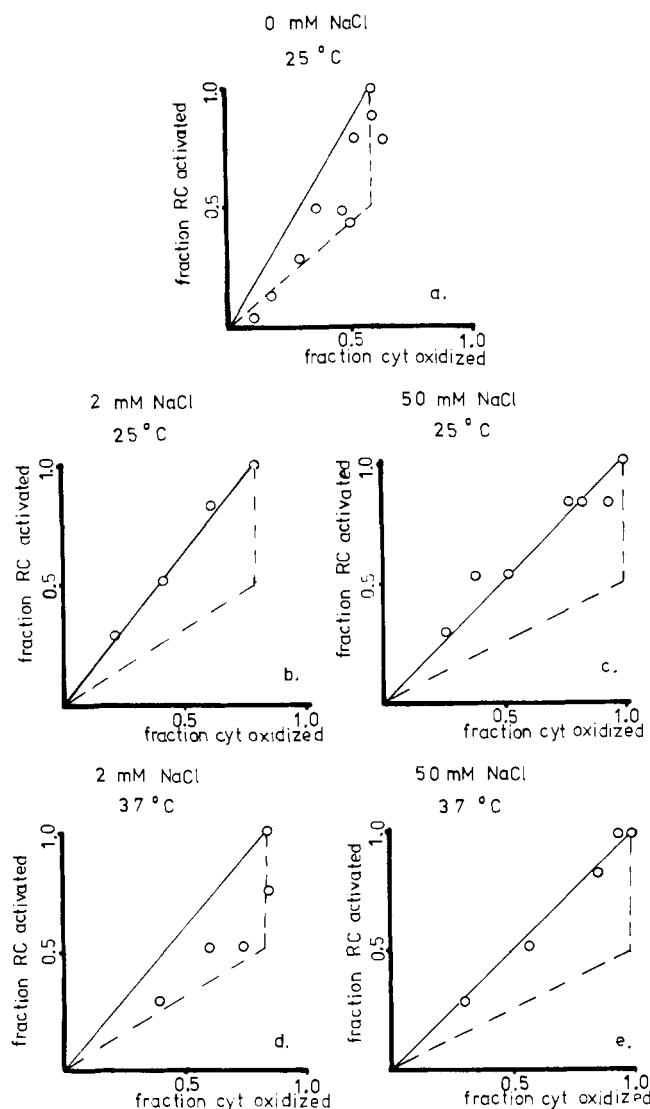 0 mM NaCl
25 °C
fraction RC activated
1.0
0.5
a.
0.5
1.0
fraction cyt oxidized
2 mM NaCl
25 °C
fraction RC activated
1.0
0.5
b.
0.5
1.0
fraction cyt oxidized
50 mM NaCl
25 °C
fraction RC activated
1.0
0.5
c.
0.5
1.0
fraction cyt oxidized
2 mM NaCl
37 °C
fraction RC activated
1.0
0.5
d.
0.5
1.0
fraction cyt oxidized
50 mM NaCl
37 °C
fraction RC activated
1.0
0.5
e.
0.5
1.0
fraction cyt oxidized